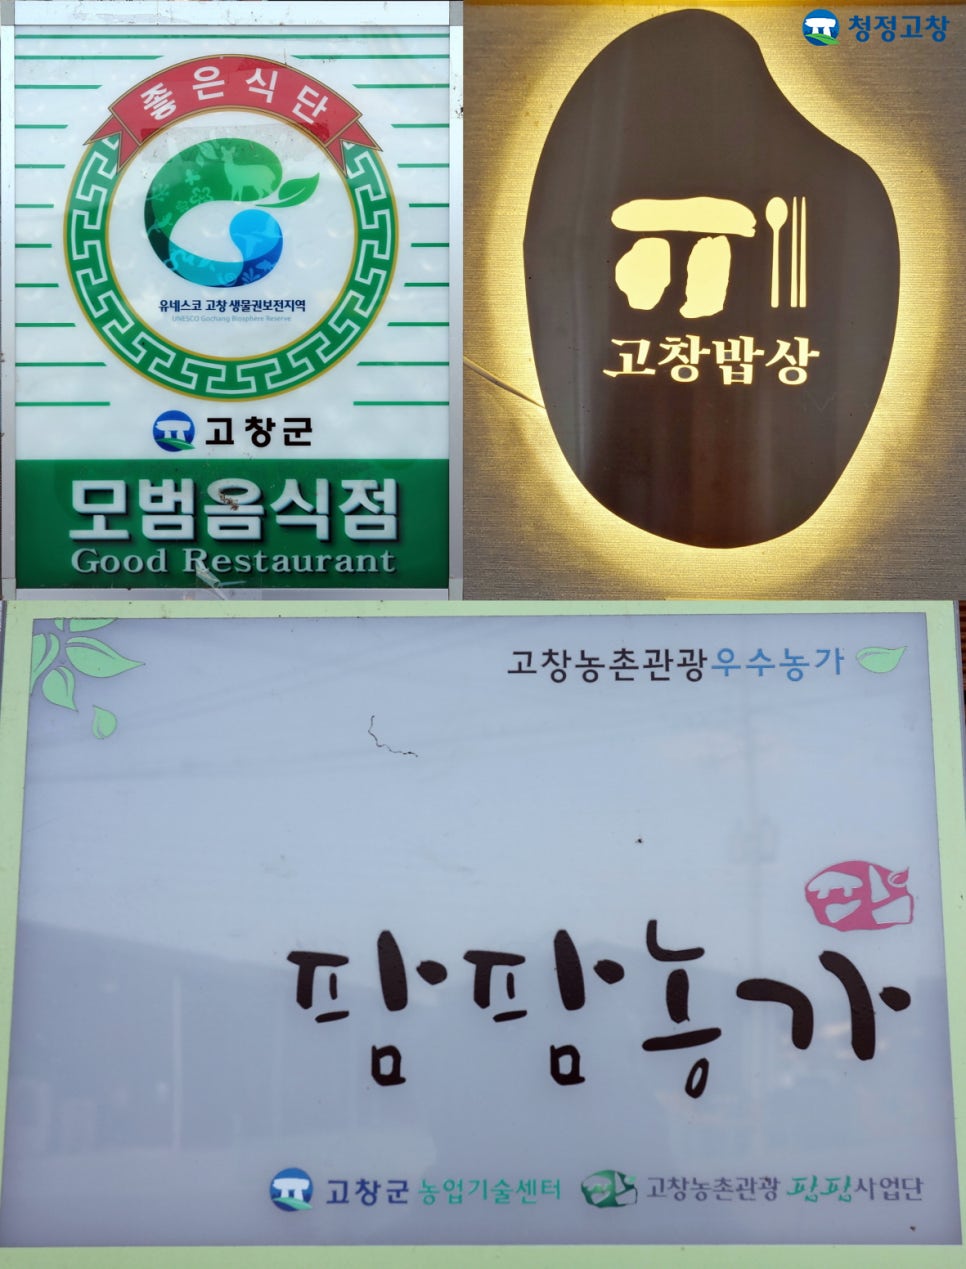 좋은식단
유네스코 고창 생물권보전지역
UNESCO Gochang Biosphere Reserve
고창군
모범음식점
Good Restaurant
청정고창
고창밥상
고창농촌관광우수농가
팜팜농가
고창군 농업기술센터
고창농촌관광 팜팜사업단